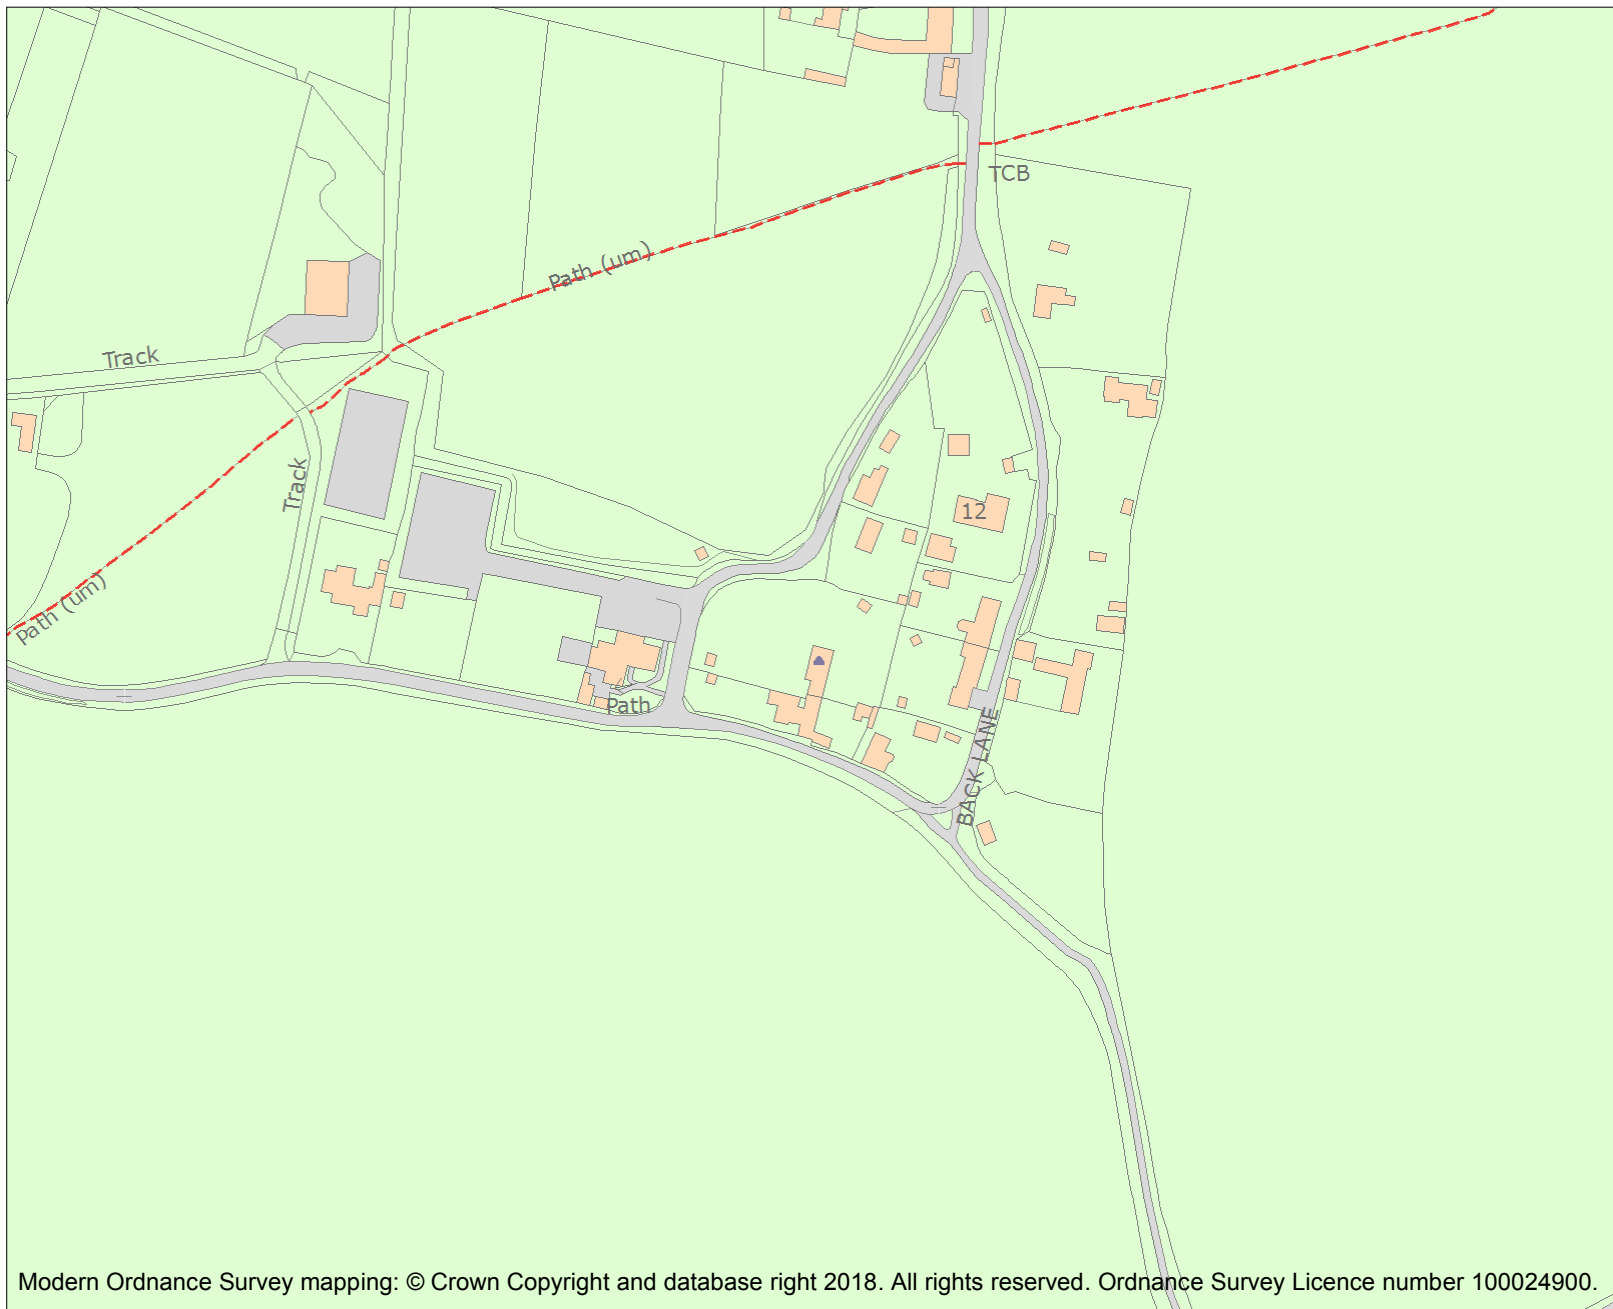 TCB
Path (um)
Track
Track
12
Path (um)
Path
BACK LANE
Modern Ordnance Survey mapping: © Crown Copyright and database right 2018. All rights reserved. Ordnance Survey Licence number 100024900.